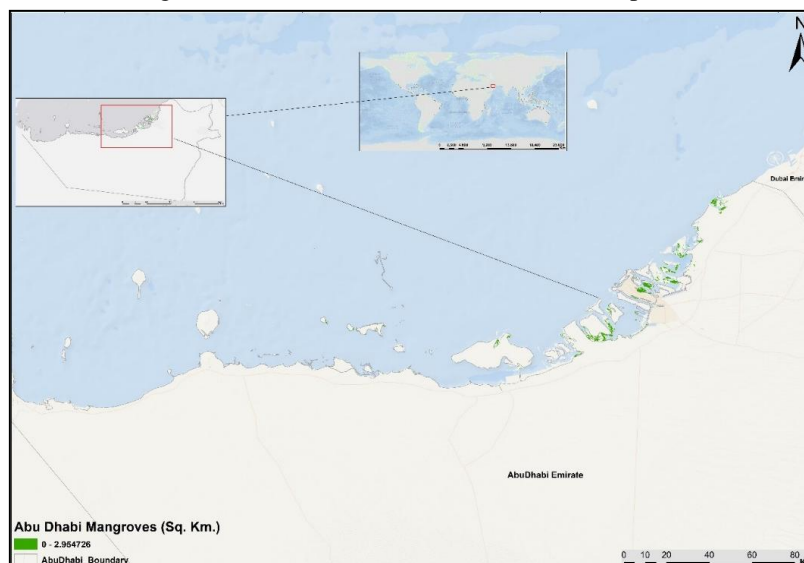 N
Dubai Emir
AbuDhabi Emirate
Abu Dhabi Mangroves (Sq. Km.)
0 - 2.954726
AbuDhabi_Boundary
0 10 20 40 60 80